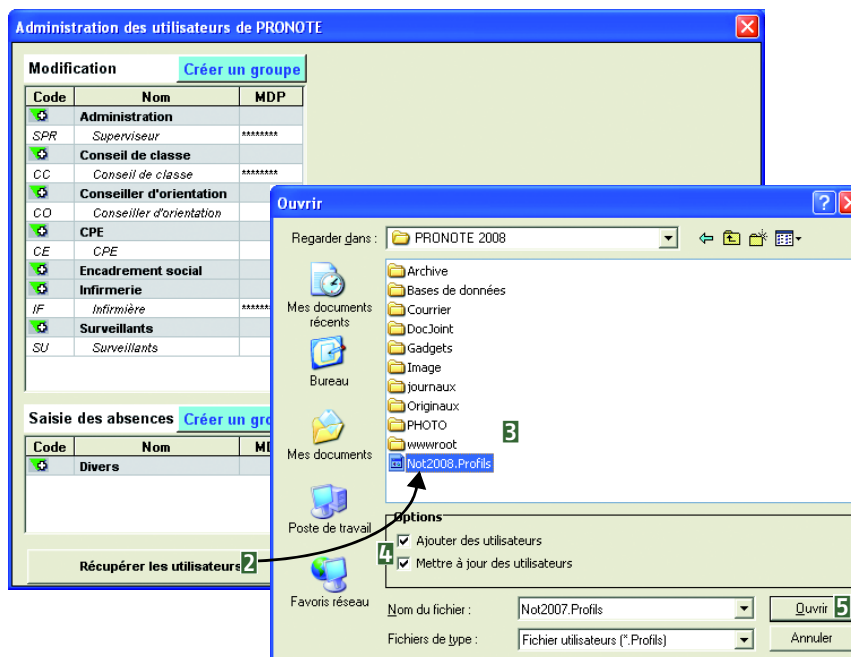 Administration des utilisateurs de PRONOTE
Modification Créer un groupe
Code Nom MDP
Administration
SPR Superviseur ********
Conseil de classe
CC Conseil de classe ********
Conseiller d'orientation
CO Conseiller d'orientation
CPE
CE CPE
Encadrement social
Infirmerie
IF Infirmière
Surveillants
SU Surveillants
Saisie des absences Créer un
Code Nom
Divers
Récupérer les utilisateurs 2
Ouvrir
Regarder dans : PRONOTE 2008
Mes documents récents
Bureau
Mes documents
Poste de travail
Favoris réseau
Archive
Bases de données
Courrier
DocJoint
Gadgets
Image
journaux
Originaux
PHOTO
wwwroot
Not2008.Profils
3
Options
4 Ajouter des utilisateurs
Mettre à jour des utilisateurs
Nom du fichier : Not2007.Profils Ouvrir 5
Fichiers de type : Fichier utilisateurs (*.Profils) Annuler